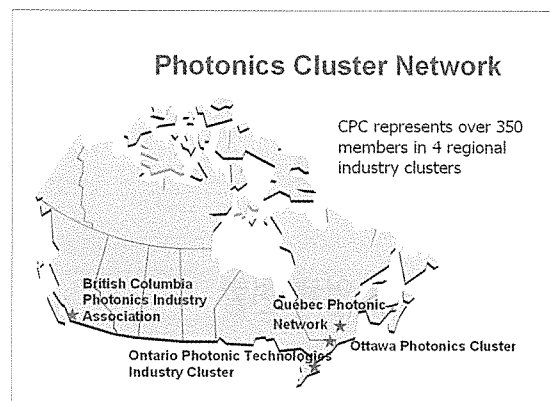 Photonics Cluster Network
CPC represents over 350
members in 4 regional
industry clusters
British Columbia
Photonics Industry
Association
Québec Photonic
Network
Ottawa Photonics Cluster
Ontario Photonic Technologies
Industry Cluster